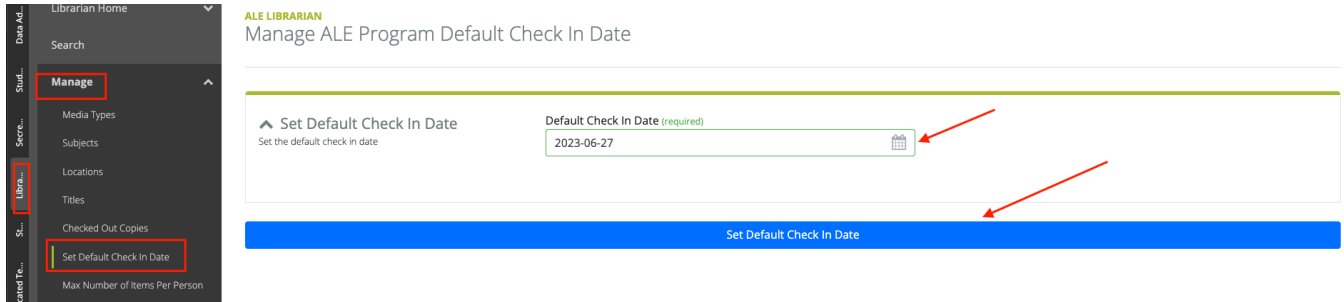 Data Ad...
Stud...
Secre...
Libra...
St...
cated Te...
Librarian Home
Search
Manage
Media Types
Subjects
Locations
Titles
Checked Out Copies
Set Default Check In Date
Max Number of Items Per Person
ALE LIBRARIAN
Manage ALE Program Default Check In Date
Set Default Check In Date
Set the default check in date
Default Check In Date (required)
2023-06-27
Set Default Check In Date